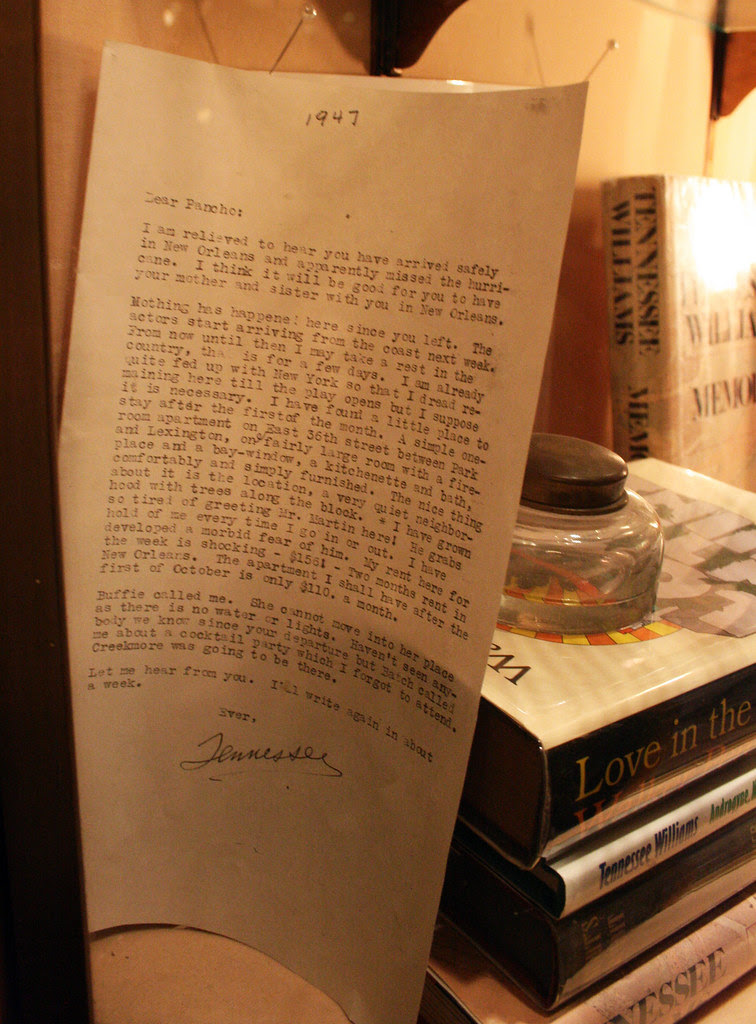 1947
Dear Pancho:
I am relieved to hear you have arrived safely
in New Orleans and apparently missed the hurri-
cane. I think it will be good for you to have
your mother and sister with you in New Orleans.
Nothing has happene! here since you left. The
actors start arriving from the coast next week.
From now until then I may take a rest in the
country, tha is for a few days. I am already
quite fed up with New York so that I dread re-
maining here till the play opens but I suppose
it is necessary. I have found a little place to
stay after the firstof the month. A simple one-
room apartment on East 36th street between Park
and Lexington, one fairly large room with a fire-
place and a bay-window, a kitchenette and bath,
comfortably and simply furnished. The nice thing
about it is the location, a very quiet neighbor-
hood with trees along the block. * I have grown
so tired of greeting Mr. Martin here! He grabs
hold of me every time I go in or out. I have
developed a morbid fear of him. My rent here for
the week is shocking - $156! - Two months rent in
New Orleans. The apartment I shall have after the
first of October is only $110. a month.
Buffie called me. She cannot move into her place
as there is no water or lights. Haven't seen any-
body we know since your departure but called
me about a cocktail party which I forgot to attend.
Creekmore was going to be there.
Let me hear from you. I'll write again in about
a week.
Ever,
Tennessee
TENNESSEE
WILLIAMS
WILLIA
MEMO
Love in the
Tennessee Williams
NESSEE